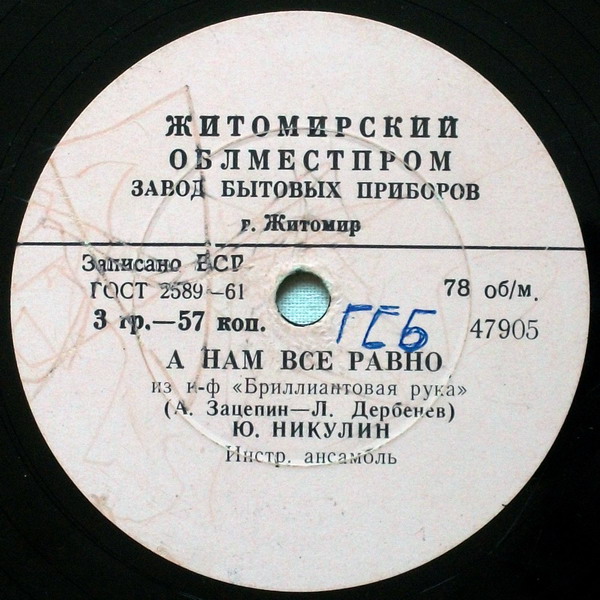 ЖИТОМИРСКИЙ
ОБЛМЕСТПРОМ
ЗАВОД БЫТОВЫХ ПРИБОРОВ
г. Житомир
Записано ВСГ
ГОСТ 2589—61
78 об/м.
3 гр.—57 коп.
ГСБ
47905
А НАМ ВСЕ РАВНО
из к-ф «Бриллиантовая рука»
(А. Зацепин—Л. Дербенев)
Ю. НИКУЛИН
Инстр. ансамбль